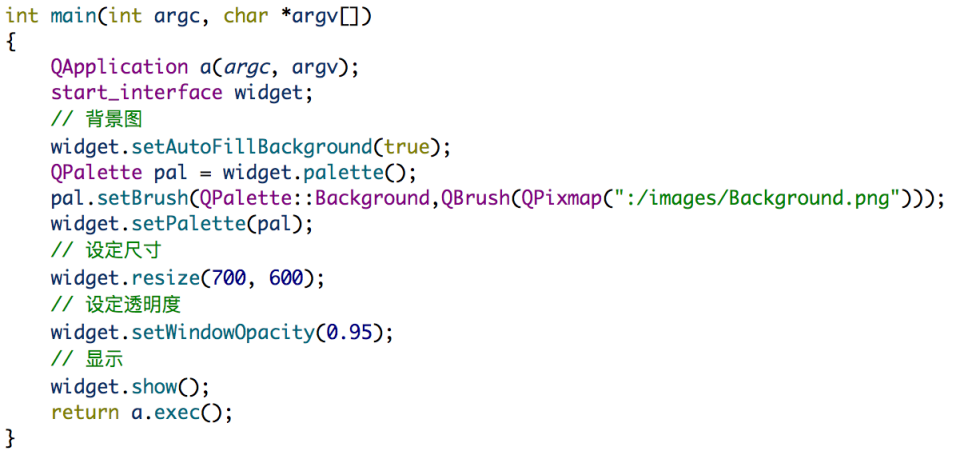 int main(int argc, char *argv[])
{
    QApplication a(argc, argv);
    start_interface widget;
    // 背景图
    widget.setAutoFillBackground(true);
    QPalette pal = widget.palette();
    pal.setBrush(QPalette::Background,QBrush(QPixmap(":/images/Background.png")));
    widget.setPalette(pal);
    // 设定尺寸
    widget.resize(700, 600);
    // 设定透明度
    widget.setWindowOpacity(0.95);
    // 显示
    widget.show();
    return a.exec();
}